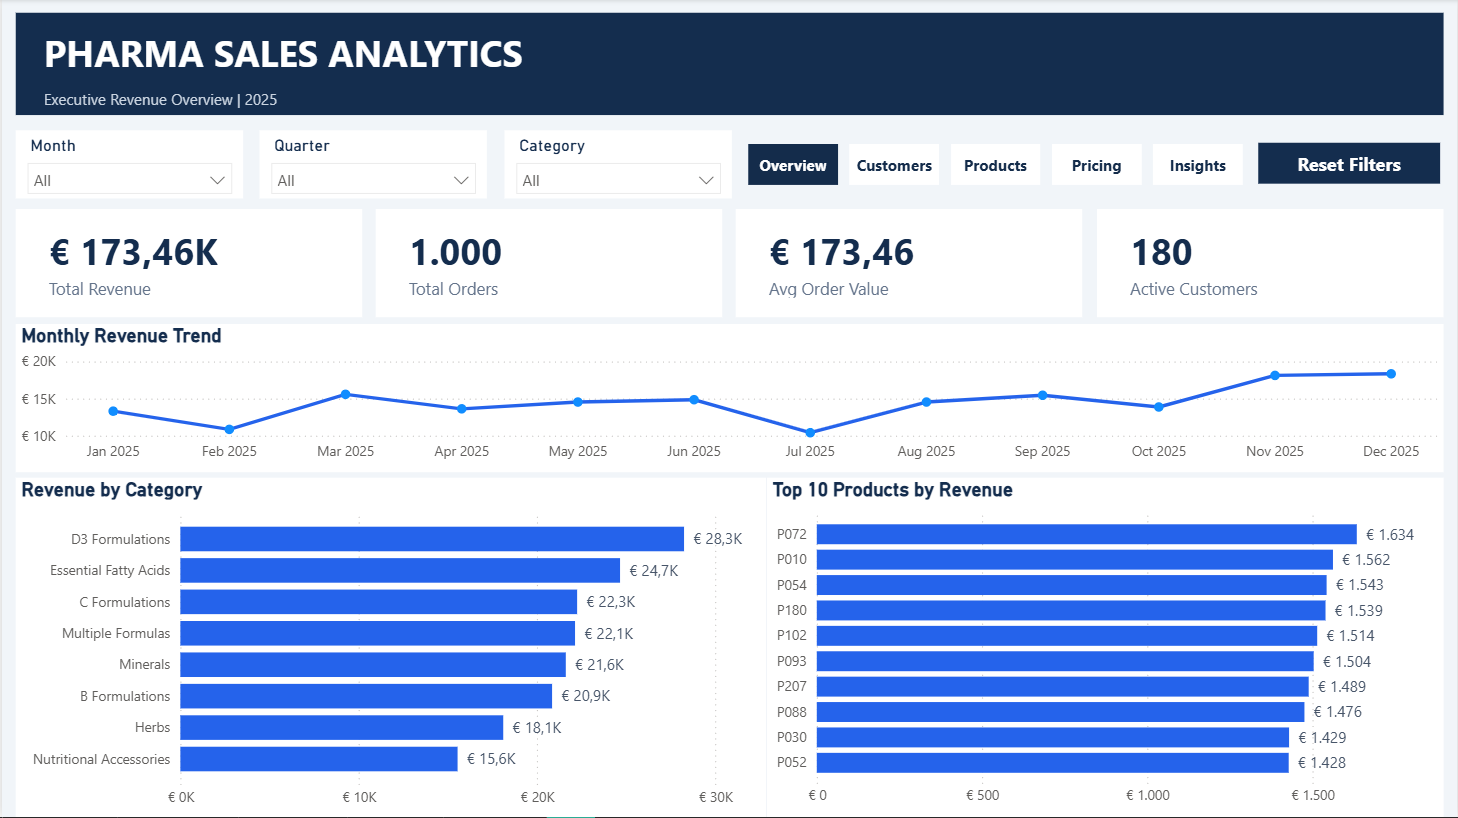 PHARMA SALES ANALYTICS
Executive Revenue Overview | 2025
Month
All
Quarter
All
Category
All
Overview
Customers
Products
Pricing
Insights
Reset Filters
€ 173,46K
Total Revenue
1.000
Total Orders
€ 173,46
Avg Order Value
180
Active Customers
Monthly Revenue Trend
€ 20K
€ 15K
€ 10K
Jan 2025 Feb 2025 Mar 2025 Apr 2025 May 2025 Jun 2025 Jul 2025 Aug 2025 Sep 2025 Oct 2025 Nov 2025 Dec 2025
Revenue by Category
D3 Formulations € 28,3K
Essential Fatty Acids € 24,7K
C Formulations € 22,3K
Multiple Formulas € 22,1K
Minerals € 21,6K
B Formulations € 20,9K
Herbs € 18,1K
Nutritional Accessories € 15,6K
€ 0K € 10K € 20K € 30K
Top 10 Products by Revenue
P072 € 1.634
P010 € 1.562
P054 € 1.543
P180 € 1.539
P102 € 1.514
P093 € 1.504
P207 € 1.489
P088 € 1.476
P030 € 1.429
P052 € 1.428
€ 0 € 500 € 1.000 € 1.500